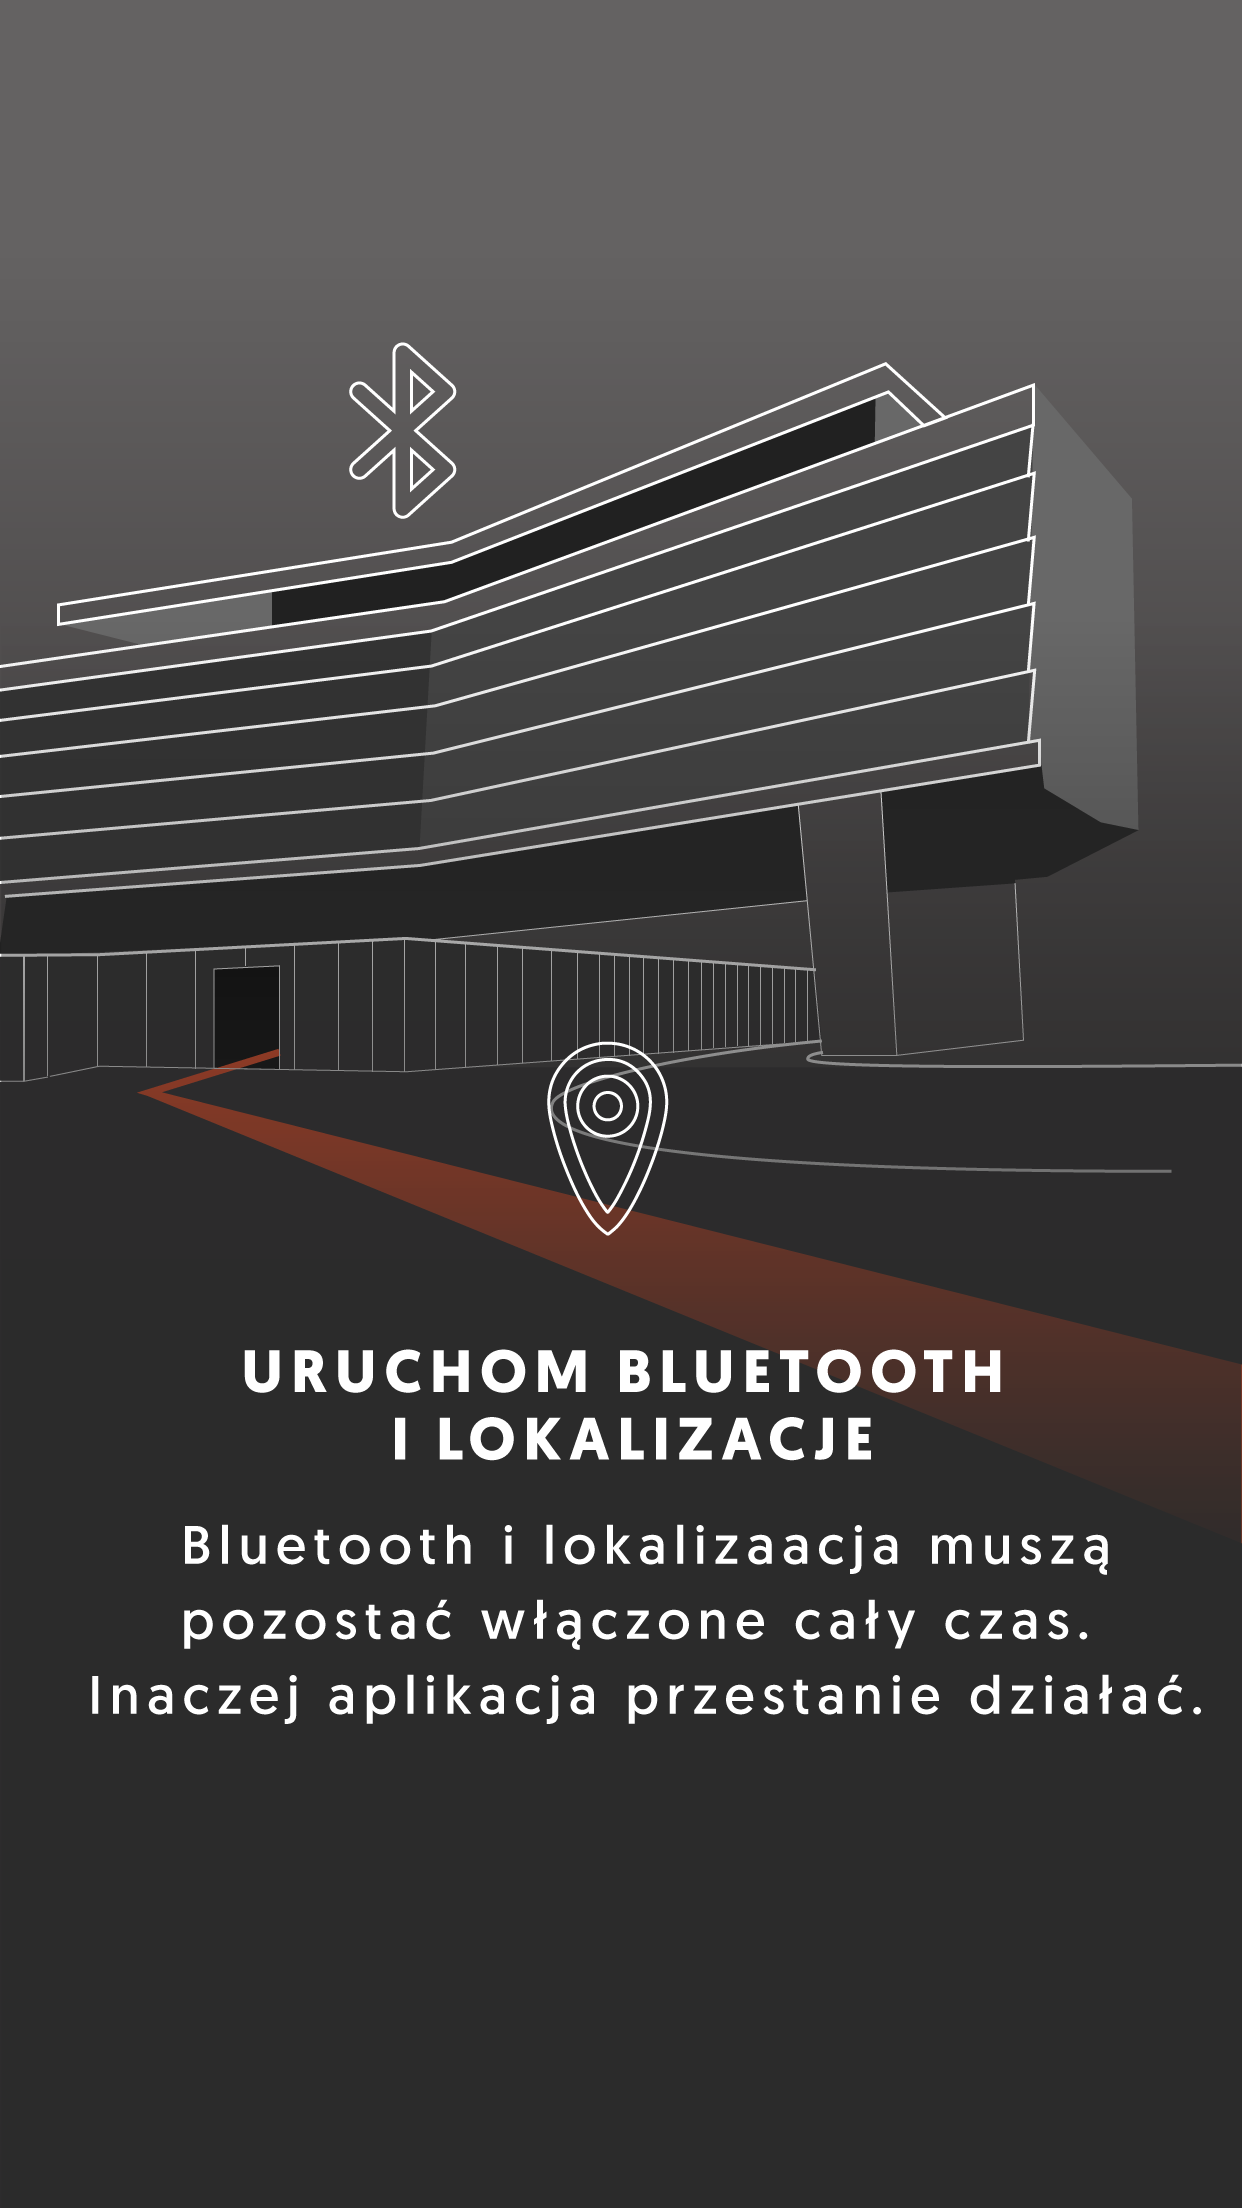 URUCHOM BLUETOOTH
I LOKALIZACJE
Bluetooth i lokalizaacja muszą
pozostać włączone cały czas.
Inaczej aplikacja przestanie działać.